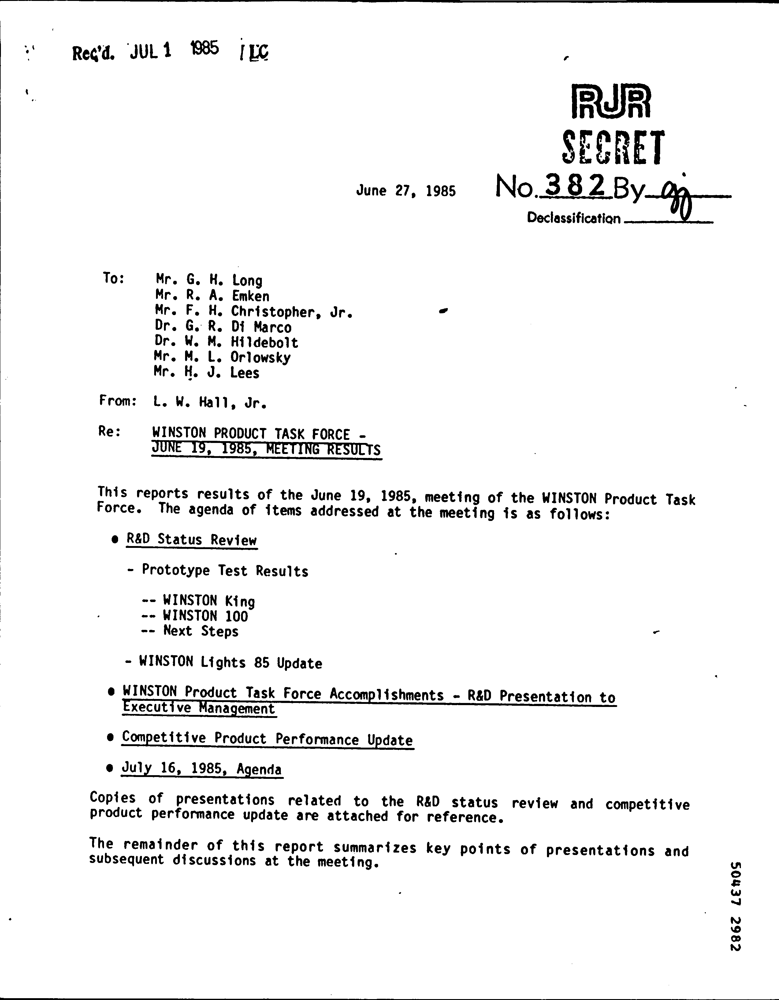 Rec'd. JUL 1 1985
RJR
SECRET
June 27, 1985
No. 382 By
Declassification
To: Mr. G. H. Long
Mr. R. A. Emken
Mr. F. H. Christopher, Jr.
Dr. G. R. Di Marco
Dr. W. M. Hildebolt
Mr. M. L. Orlowsky
Mr. H. J. Lees
From: L. W. Hall, Jr.
Re: WINSTON PRODUCT TASK FORCE -
JUNE 19, 1985, MEETING RESULTS
This reports results of the June 19, 1985, meeting of the WINSTON Product Task
Force. The agenda of items addressed at the meeting is as follows:
• R&D Status Review
- Prototype Test Results
-- WINSTON King
-- WINSTON 100
-- Next Steps
- WINSTON Lights 85 Update
• WINSTON Product Task Force Accomplishments - R&D Presentation to
Executive Management
• Competitive Product Performance Update
• July 16, 1985, Agenda
Copies of presentations related to the R&D status review and competitive
product performance update are attached for reference.
The remainder of this report summarizes key points of presentations and
subsequent discussions at the meeting.
50437 2982